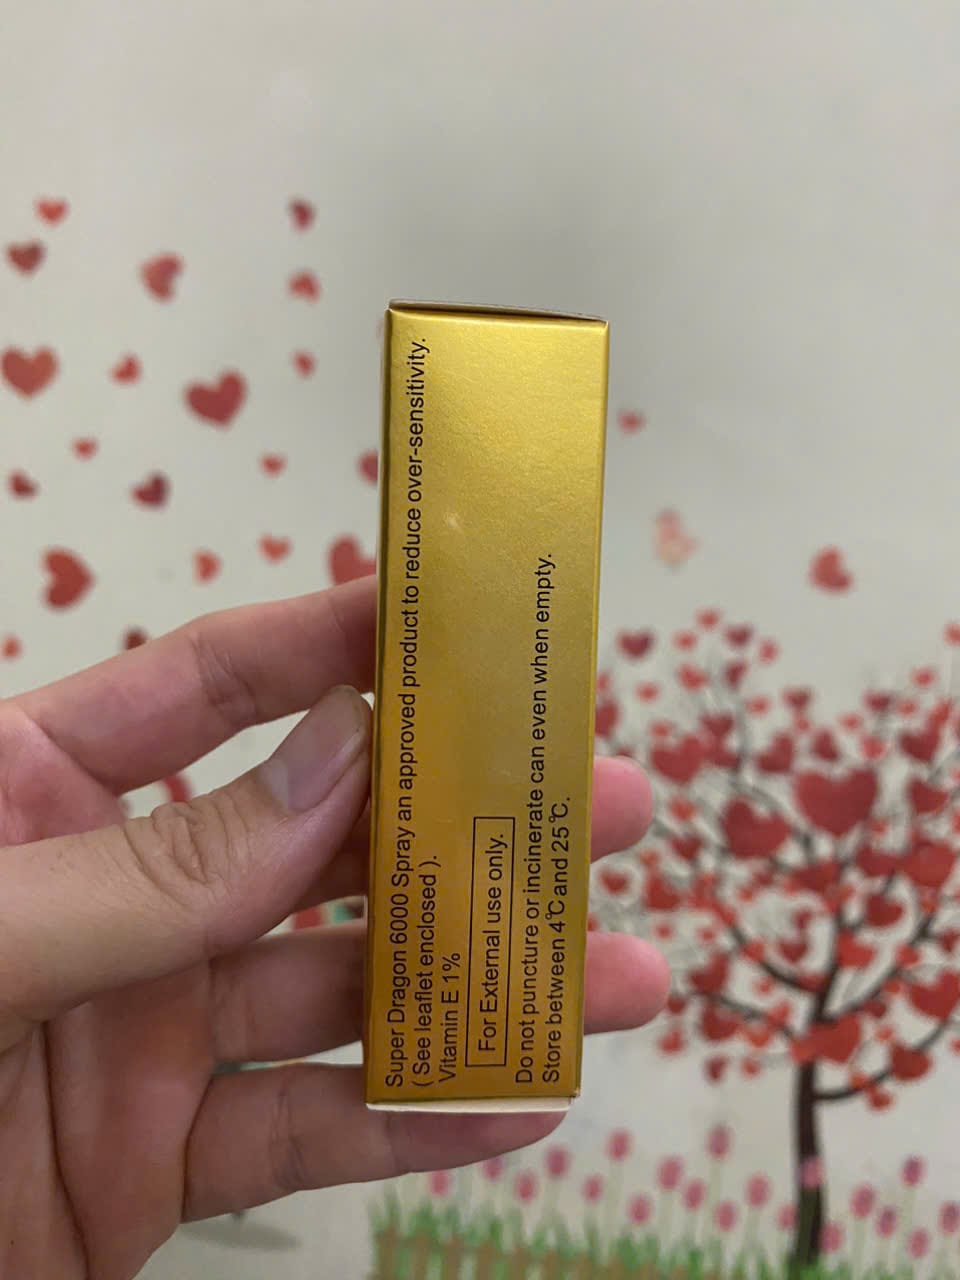 Super Dragon 6000 Spray an approved product to reduce over-sensitivity.
( See leaflet enclosed ).
Vitamin E 1%
For External use only.
Do not puncture or incinerate can even when empty.
Store between 4℃ and 25℃.